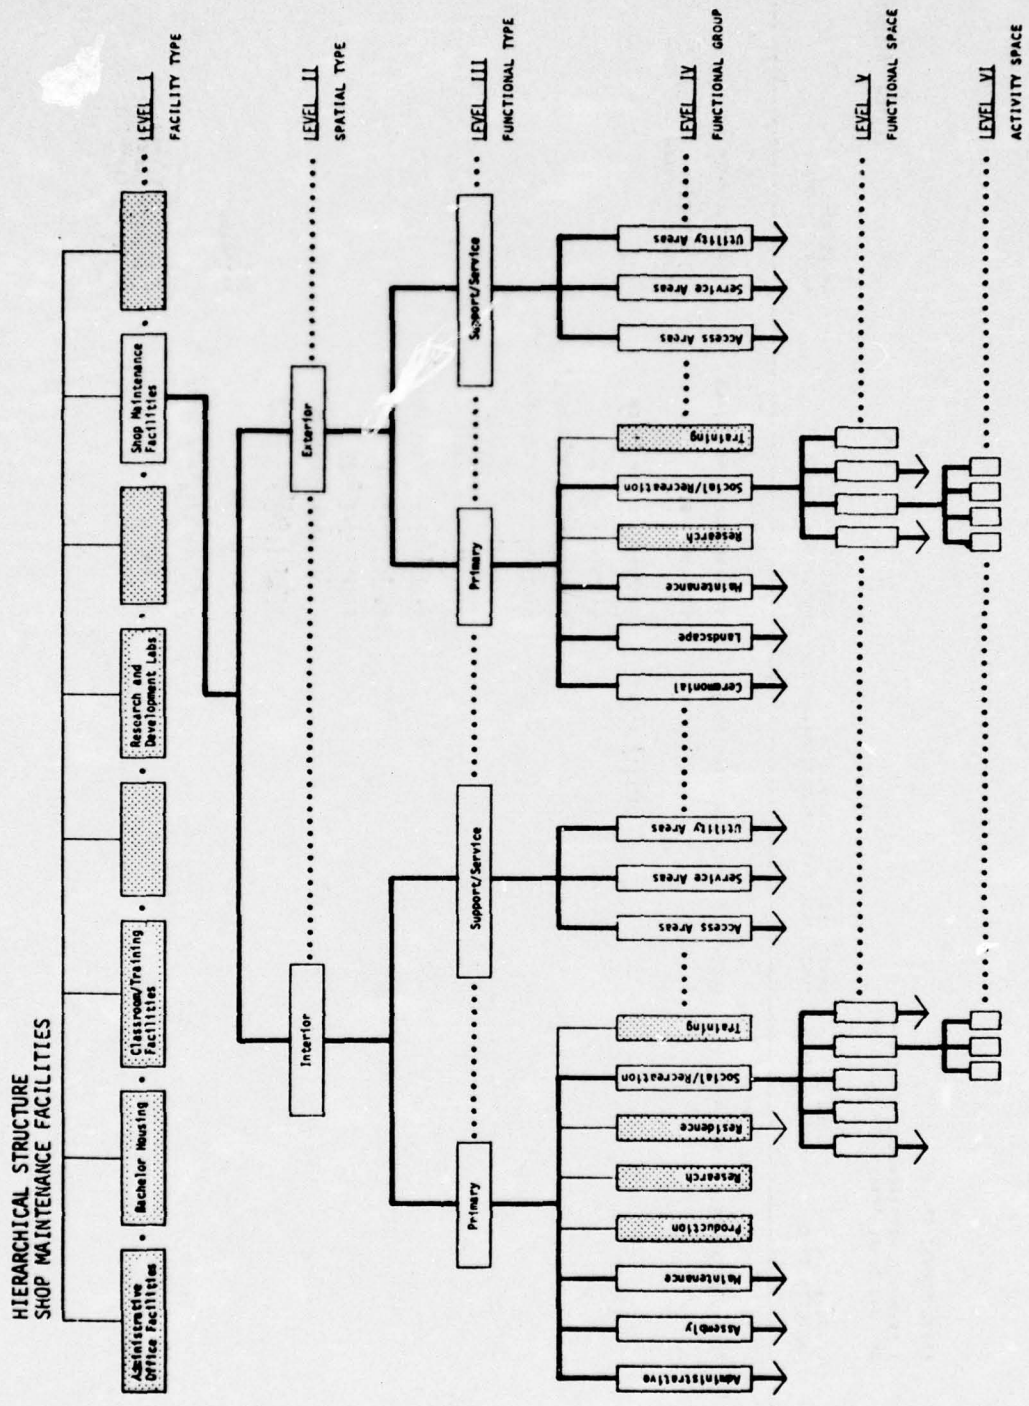 HIERARCHICAL STRUCTURE
SHOP MAINTENANCE FACILITIES
Administrative
Office Facilities
Bachelor Housing
Classroom/Training
Facilities
Research and
Development Labs
Shop Maintenance
Facilities
LEVEL I
FACILITY TYPE
Interior
Exterior
LEVEL II
SPATIAL TYPE
Primary
Support/Service
Primary
Support/Service
LEVEL III
FUNCTIONAL TYPE
Administrative
Assembly
Maintenance
Production
Research
Residence
Social/Recreation
Training
Access Areas
Service Areas
Utility Areas
Ceremonial
Landscape
Maintenance
Research
Social/Recreation
Training
Access Areas
Service Areas
Utility Areas
LEVEL IV
FUNCTIONAL GROUP
LEVEL V
FUNCTIONAL SPACE
LEVEL VI
ACTIVITY SPACE